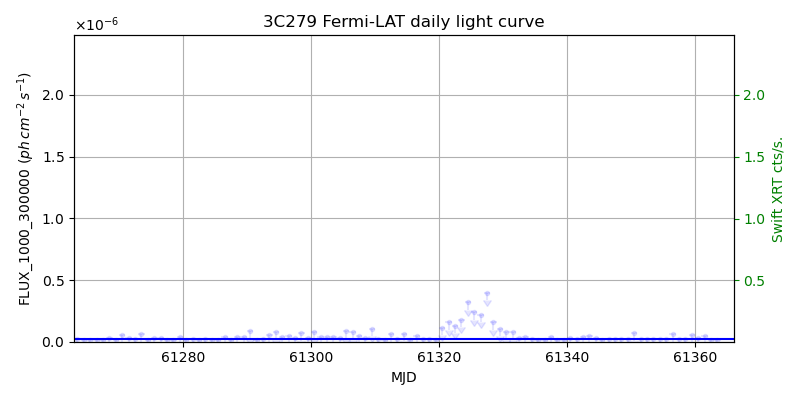 3C279 Fermi-LAT daily light curve
×10⁻⁶
FLUX_1000_300000 (ph cm⁻² s⁻¹)
2.0
1.5
1.0
0.5
0.0
2.0
1.5
1.0
0.5
Swift XRT cts/s.
61280 61300 61320 61340 61360
MJD